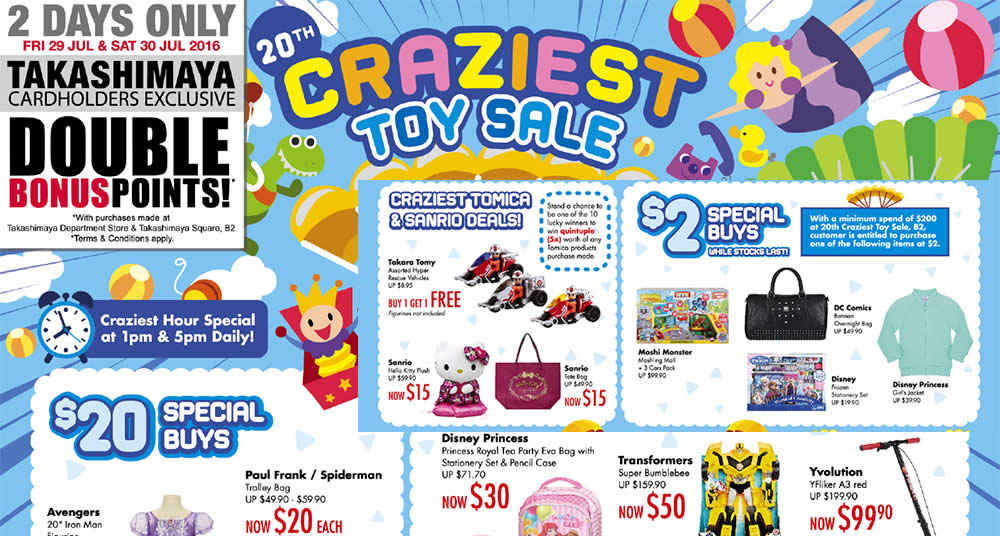 2 DAYS ONLY
FRI 29 JUL & SAT 30 JUL 2016
TAKASHIMAYA
CARDHOLDERS EXCLUSIVE
DOUBLE
BONUSPOINTS!*
*With purchases made at
Takashimaya Department Store & Takashimaya Square, B2
*Terms & Conditions apply.
20TH
CRAZIEST
TOY SALE
Craziest Hour Special
at 1pm & 5pm Daily!
CRAZIEST TOMICA
& SANRIO DEALS!
Stand a chance to
be one of the 10
lucky winners to
win quintuple
(5x) worth of any
Tomica products
purchase made.
Takara Tomy
Assorted Hyper
Rescue Vehicles
UP $8.95
BUY 1 GET 1 FREE
Figurines not included
Sanrio
Hello Kitty Plush
UP $59.90
NOW $15
Sanrio
Tote Bag
UP $49.90
NOW $15
$2 SPECIAL
BUYS
WHILE STOCKS LAST!
With a minimum spend of $200
at 20th Craziest Toy Sale, B2,
customer is entitled to purchase
one of the following items at $2.
Moshi Monster
Moshling Mall
+ 3 Cars Pack
UP $99.90
DC Comics
Batman
Overnight Bag
UP $49.90
Disney
Frozen
Stationery Set
UP $19.90
Disney Princess
Girl's Jacket
UP $39.90
$20 SPECIAL
BUYS
Avengers
20" Iron Man
Paul Frank / Spiderman
Trolley Bag
UP $49.90 - $59.90
NOW $20 EACH
Disney Princess
Princess Royal Tea Party Eva Bag with
Stationery Set & Pencil Case
UP $71.70
NOW $30
Transformers
Super Bumblebee
UP $159.90
NOW $50
Yvolution
YFliker A3 red
UP $199.90
NOW $99.90